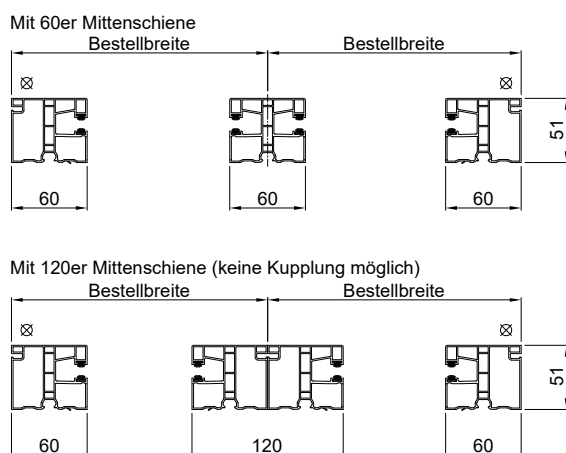 Mit 60er Mittenschiene
Bestellbreite Bestellbreite
51
60 60 60
Mit 120er Mittenschiene (keine Kupplung möglich)
Bestellbreite Bestellbreite
51
60 120 60